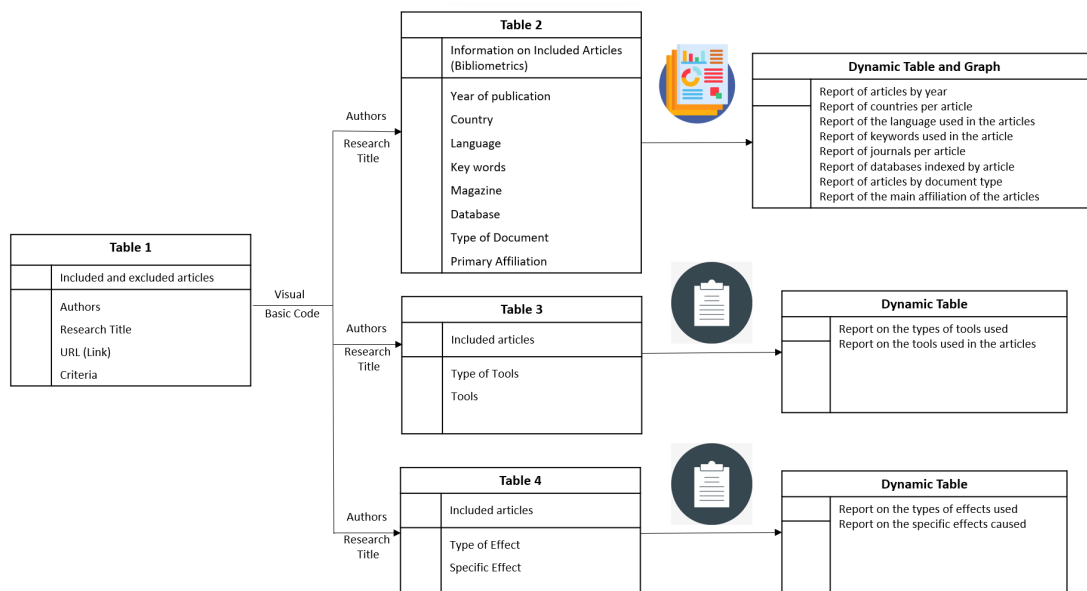 Table 1
Included and excluded articles
Authors
Research Title
URL (Link)
Criteria
Visual
Basic Code
Authors
Research
Title
Table 2
Information on Included Articles
(Bibliometrics)
Year of publication
Country
Language
Key words
Magazine
Database
Type of Document
Primary Affiliation
Dynamic Table and Graph
Report of articles by year
Report of countries per article
Report of the language used in the articles
Report of keywords used in the article
Report of journals per article
Report of databases indexed by article
Report of articles by document type
Report of the main affiliation of the articles
Authors
Research
Title
Table 3
Included articles
Type of Tools
Tools
Dynamic Table
Report on the types of tools used
Report on the tools used in the articles
Authors
Research
Title
Table 4
Included articles
Type of Effect
Specific Effect
Dynamic Table
Report on the types of effects used
Report on the specific effects caused